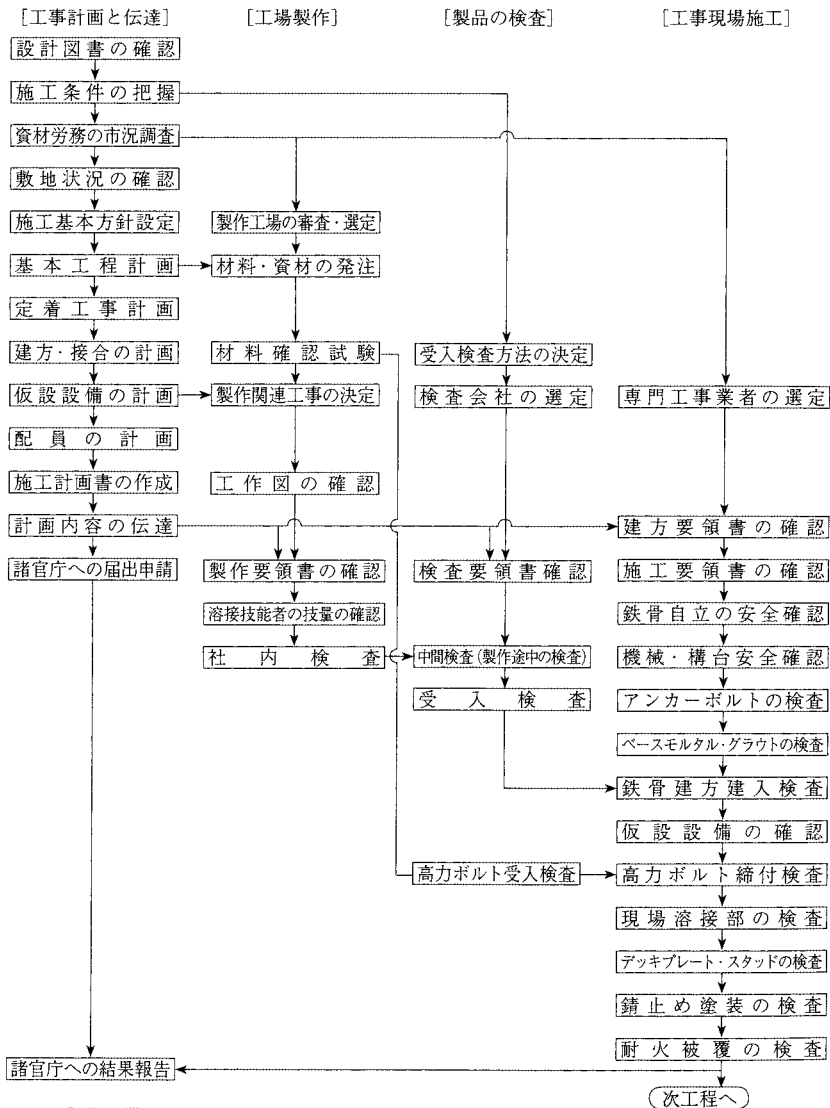 [工事計画と伝達]
[工場製作]
[製品の検査]
[工事現場施工]
設計図書の確認
施工条件の把握
資材労務の市況調査
敷地状況の確認
施工基本方針設定
基本工程計画
定着工事計画
建方・接合の計画
仮設設備の計画
配員の計画
施工計画書の作成
計画内容の伝達
諸官庁への届出申請
諸官庁への結果報告
製作工場の審査・選定
材料・資材の発注
材料確認試験
製作関連工事の決定
工作図の確認
製作要領書の確認
溶接技能者の技量の確認
社内検査
受入検査方法の決定
検査会社の選定
検査要領書確認
中間検査(製作途中の検査)
受入検査
高力ボルト受入検査
専門工事業者の選定
建方要領書の確認
施工要領書の確認
鉄骨自立の安全確認
機械・構台安全確認
アンカーボルトの検査
ベースモルタル・グラウトの検査
鉄骨建方建入検査
仮設設備の確認
高力ボルト締付検査
現場溶接部の検査
デッキプレート・スタッドの検査
錆止め塗装の検査
耐火被覆の検査
次工程へ